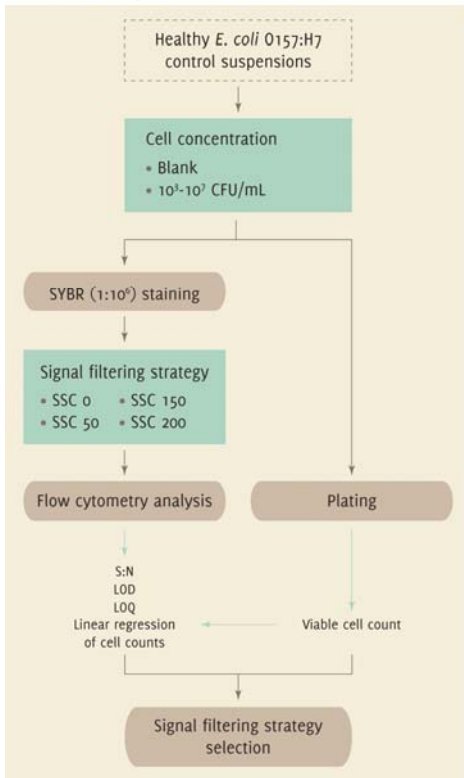 Healthy E. coli O157:H7
control suspensions
Cell concentration
• Blank
• 10³-10⁷ CFU/mL
SYBR (1:10⁶) staining
Signal filtering strategy
• SSC 0 • SSC 150
• SSC 50 • SSC 200
Flow cytometry analysis
Plating
S:N
LOD
LOQ
Linear regression
of cell counts
Viable cell count
Signal filtering strategy
selection